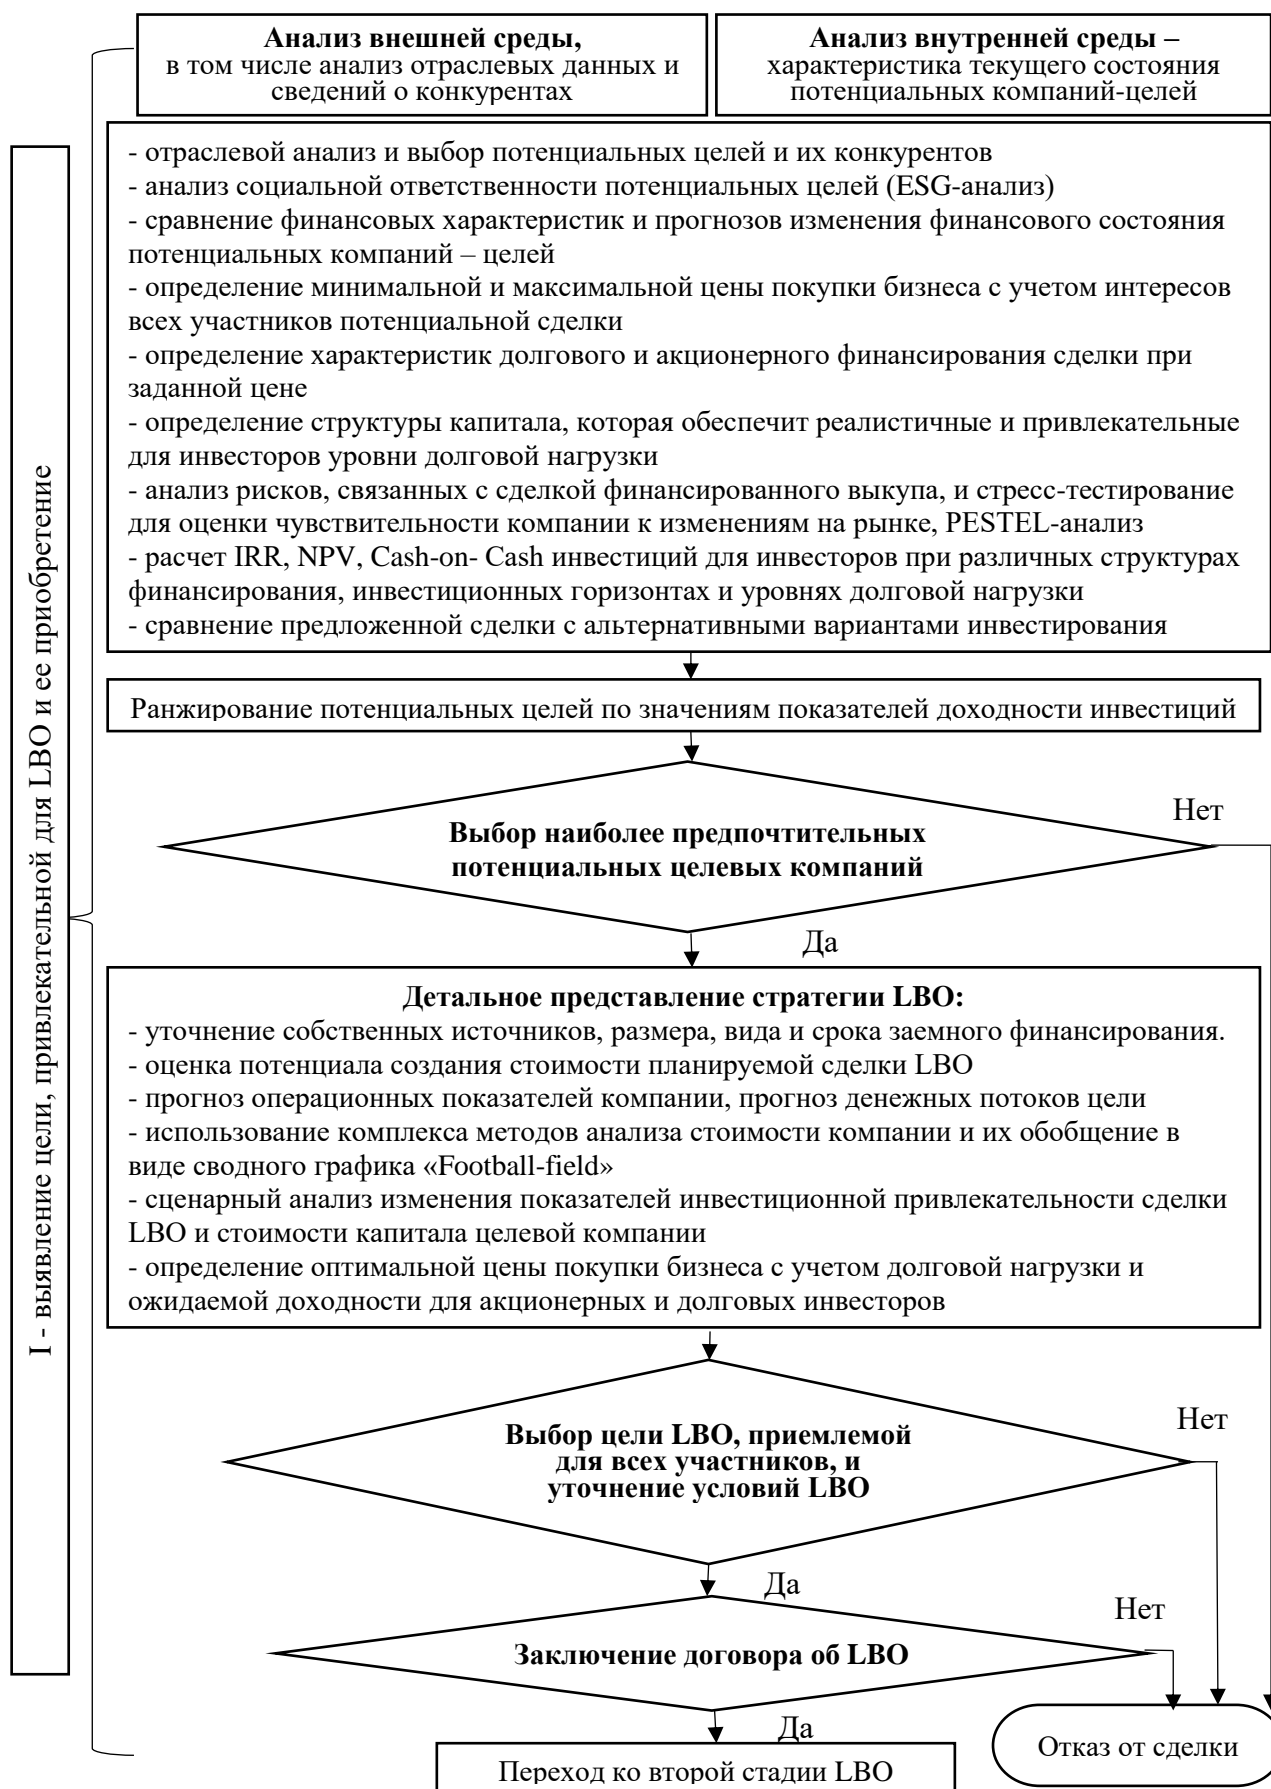 Анализ внешней среды,
в том числе анализ отраслевых данных и
сведений о конкурентах
Анализ внутренней среды –
характеристика текущего состояния
потенциальных компаний-целей
I - выявление цели, привлекательной для LBO и ее приобретение
- отраслевой анализ и выбор потенциальных целей и их конкурентов
- анализ социальной ответственности потенциальных целей (ESG-анализ)
- сравнение финансовых характеристик и прогнозов изменения финансового состояния
потенциальных компаний – целей
- определение минимальной и максимальной цены покупки бизнеса с учетом интересов
всех участников потенциальной сделки
- определение характеристик долгового и акционерного финансирования сделки при
заданной цене
- определение структуры капитала, которая обеспечит реалистичные и привлекательные
для инвесторов уровни долговой нагрузки
- анализ рисков, связанных с сделкой финансированного выкупа, и стресс-тестирование
для оценки чувствительности компании к изменениям на рынке, PESTEL-анализ
- расчет IRR, NPV, Cash-on- Cash инвестиций для инвесторов при различных структурах
финансирования, инвестиционных горизонтах и уровнях долговой нагрузки
- сравнение предложенной сделки с альтернативными вариантами инвестирования
Ранжирование потенциальных целей по значениям показателей доходности инвестиций
Нет
Выбор наиболее предпочтительных
потенциальных целевых компаний
Да
Детальное представление стратегии LBO:
- уточнение собственных источников, размера, вида и срока заемного финансирования.
- оценка потенциала создания стоимости планируемой сделки LBO
- прогноз операционных показателей компании, прогноз денежных потоков цели
- использование комплекса методов анализа стоимости компании и их обобщение в
виде сводного графика «Football-field»
- сценарный анализ изменения показателей инвестиционной привлекательности сделки
LBO и стоимости капитала целевой компании
- определение оптимальной цены покупки бизнеса с учетом долговой нагрузки и
ожидаемой доходности для акционерных и долговых инвесторов
Нет
Выбор цели LBO, приемлемой
для всех участников, и
уточнение условий LBO
Да
Нет
Заключение договора об LBO
Да
Отказ от сделки
Переход ко второй стадии LBO